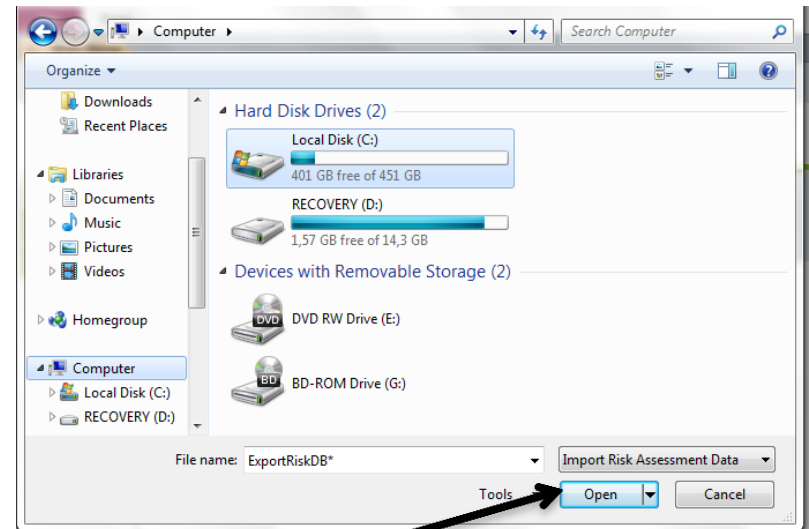 Computer
Search Computer
Organize
Downloads
Recent Places
Libraries
Documents
Music
Pictures
Videos
Homegroup
Computer
Local Disk (C:)
RECOVERY (D:)
Hard Disk Drives (2)
Local Disk (C:)
401 GB free of 451 GB
RECOVERY (D:)
1,57 GB free of 14,3 GB
Devices with Removable Storage (2)
DVD
DVD RW Drive (E:)
BD
BD-ROM Drive (G:)
File name: ExportRiskDB* Import Risk Assessment Data
Tools Open Cancel